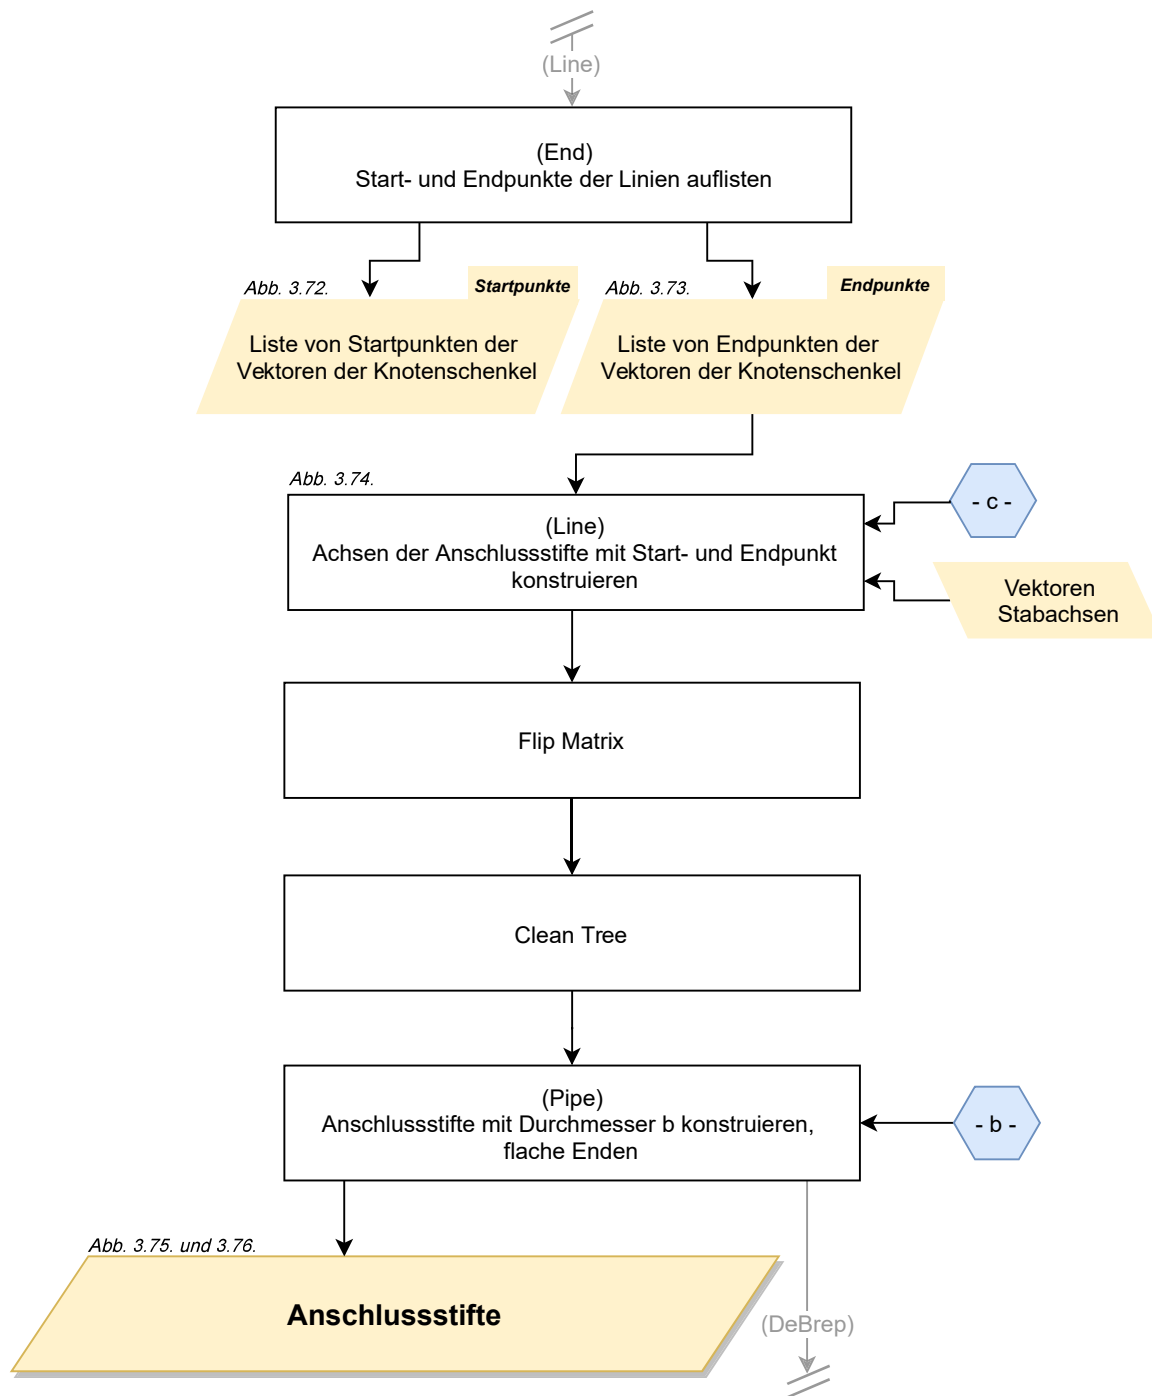 (Line)
(End)
Start- und Endpunkte der Linien auflisten
Abb. 3.72.
Startpunkte
Liste von Startpunkten der
Vektoren der Knotenschenkel
Abb. 3.73.
Endpunkte
Liste von Endpunkten der
Vektoren der Knotenschenkel
Abb. 3.74.
(Line)
Achsen der Anschlussstifte mit Start- und Endpunkt
konstruieren
- c -
Vektoren
Stabachsen
Flip Matrix
Clean Tree
(Pipe)
Anschlussstifte mit Durchmesser b konstruieren,
flache Enden
- b -
Abb. 3.75. und 3.76.
Anschlussstifte
(DeBrep)